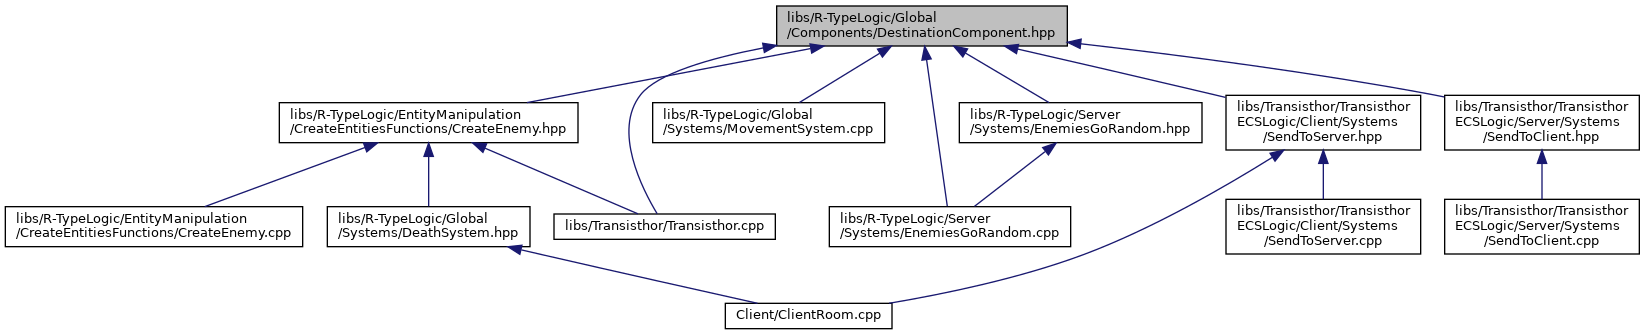 libs/R-TypeLogic/Global
/Components/DestinationComponent.hpp
libs/R-TypeLogic/EntityManipulation
/CreateEntitiesFunctions/CreateEnemy.hpp
libs/R-TypeLogic/Global
/Systems/MovementSystem.cpp
libs/R-TypeLogic/Server
/Systems/EnemiesGoRandom.hpp
libs/Transisthor/Transisthor
ECSLogic/Client/Systems
/SendToServer.hpp
libs/Transisthor/Transisthor
ECSLogic/Server/Systems
/SendToClient.hpp
libs/R-TypeLogic/EntityManipulation
/CreateEntitiesFunctions/CreateEnemy.cpp
libs/R-TypeLogic/Global
/Systems/DeathSystem.hpp
libs/Transisthor/Transisthor.cpp
libs/R-TypeLogic/Server
/Systems/EnemiesGoRandom.cpp
libs/Transisthor/Transisthor
ECSLogic/Client/Systems
/SendToServer.cpp
libs/Transisthor/Transisthor
ECSLogic/Server/Systems
/SendToClient.cpp
Client/ClientRoom.cpp